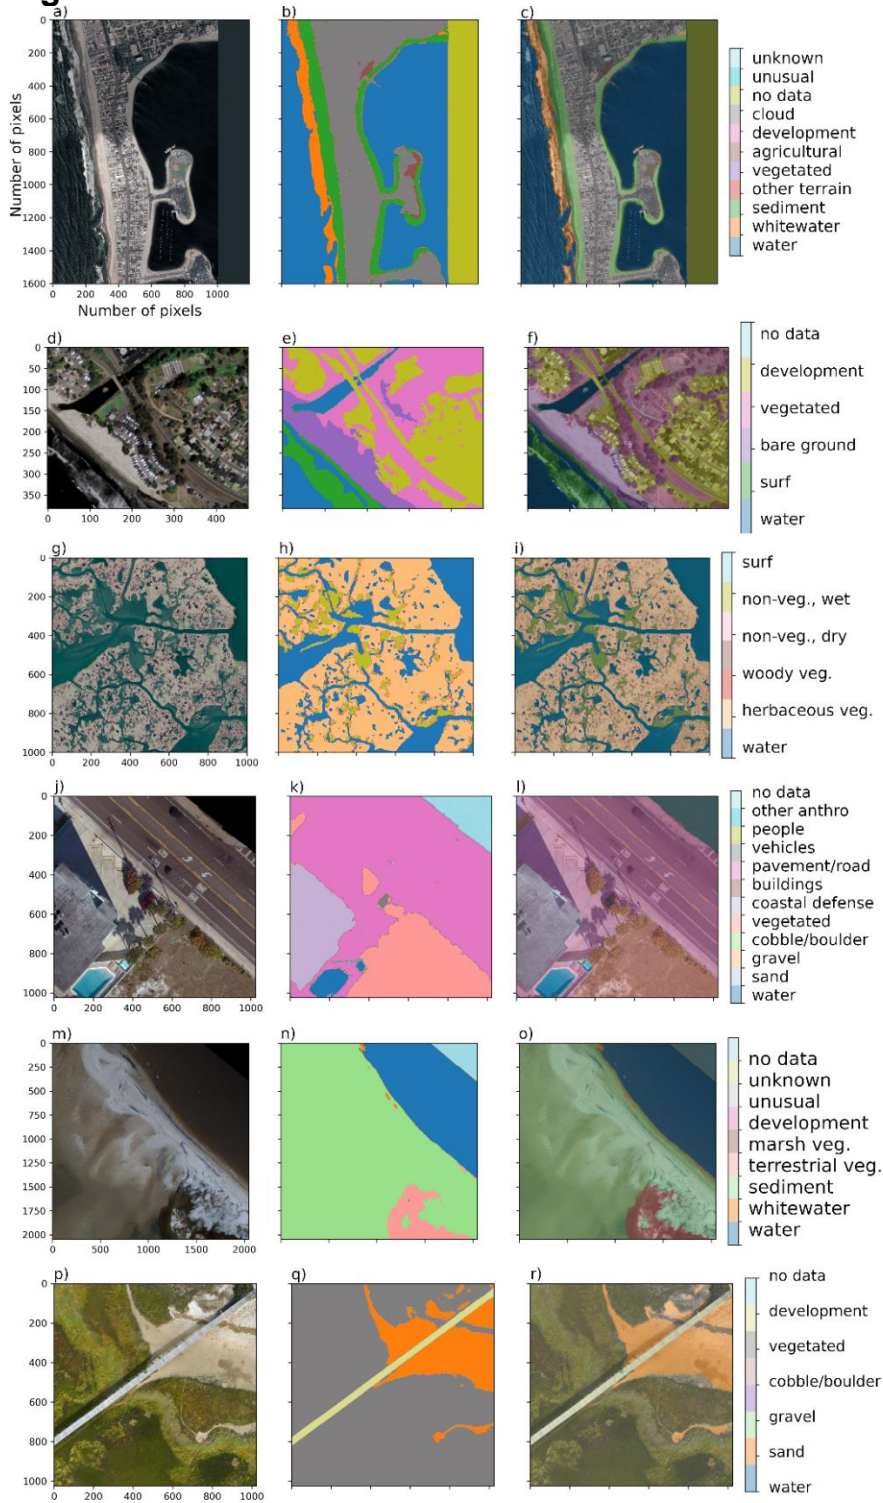 a)
b)
c)
0
200
400
600
800
1000
1200
1400
1600
Number of pixels
0 200 400 600 800 1000
Number of pixels
unknown
unusual
no data
cloud
development
agricultural
vegetated
other terrain
sediment
whitewater
water
d)
e)
f)
0
50
100
150
200
250
300
350
0 100 200 300 400
no data
development
vegetated
bare ground
surf
water
g)
h)
i)
0
200
400
600
800
1000
0 200 400 600 800 1000
surf
non-veg., wet
non-veg., dry
woody veg.
herbaceous veg.
water
j)
k)
l)
0
200
400
600
800
1000
0 200 400 600 800 1000
no data
other anthro
people
vehicles
pavement/road
buildings
coastal defense
vegetated
cobble/boulder
gravel
sand
water
m)
n)
o)
0
250
500
750
1000
1250
1500
1750
2000
0 500 1000 1500 2000
no data
unknown
unusual
development
marsh veg.
terrestrial veg.
sediment
whitewater
water
p)
q)
r)
0
200
400
600
800
1000
0 200 400 600 800 1000
no data
development
vegetated
cobble/boulder
gravel
sand
water